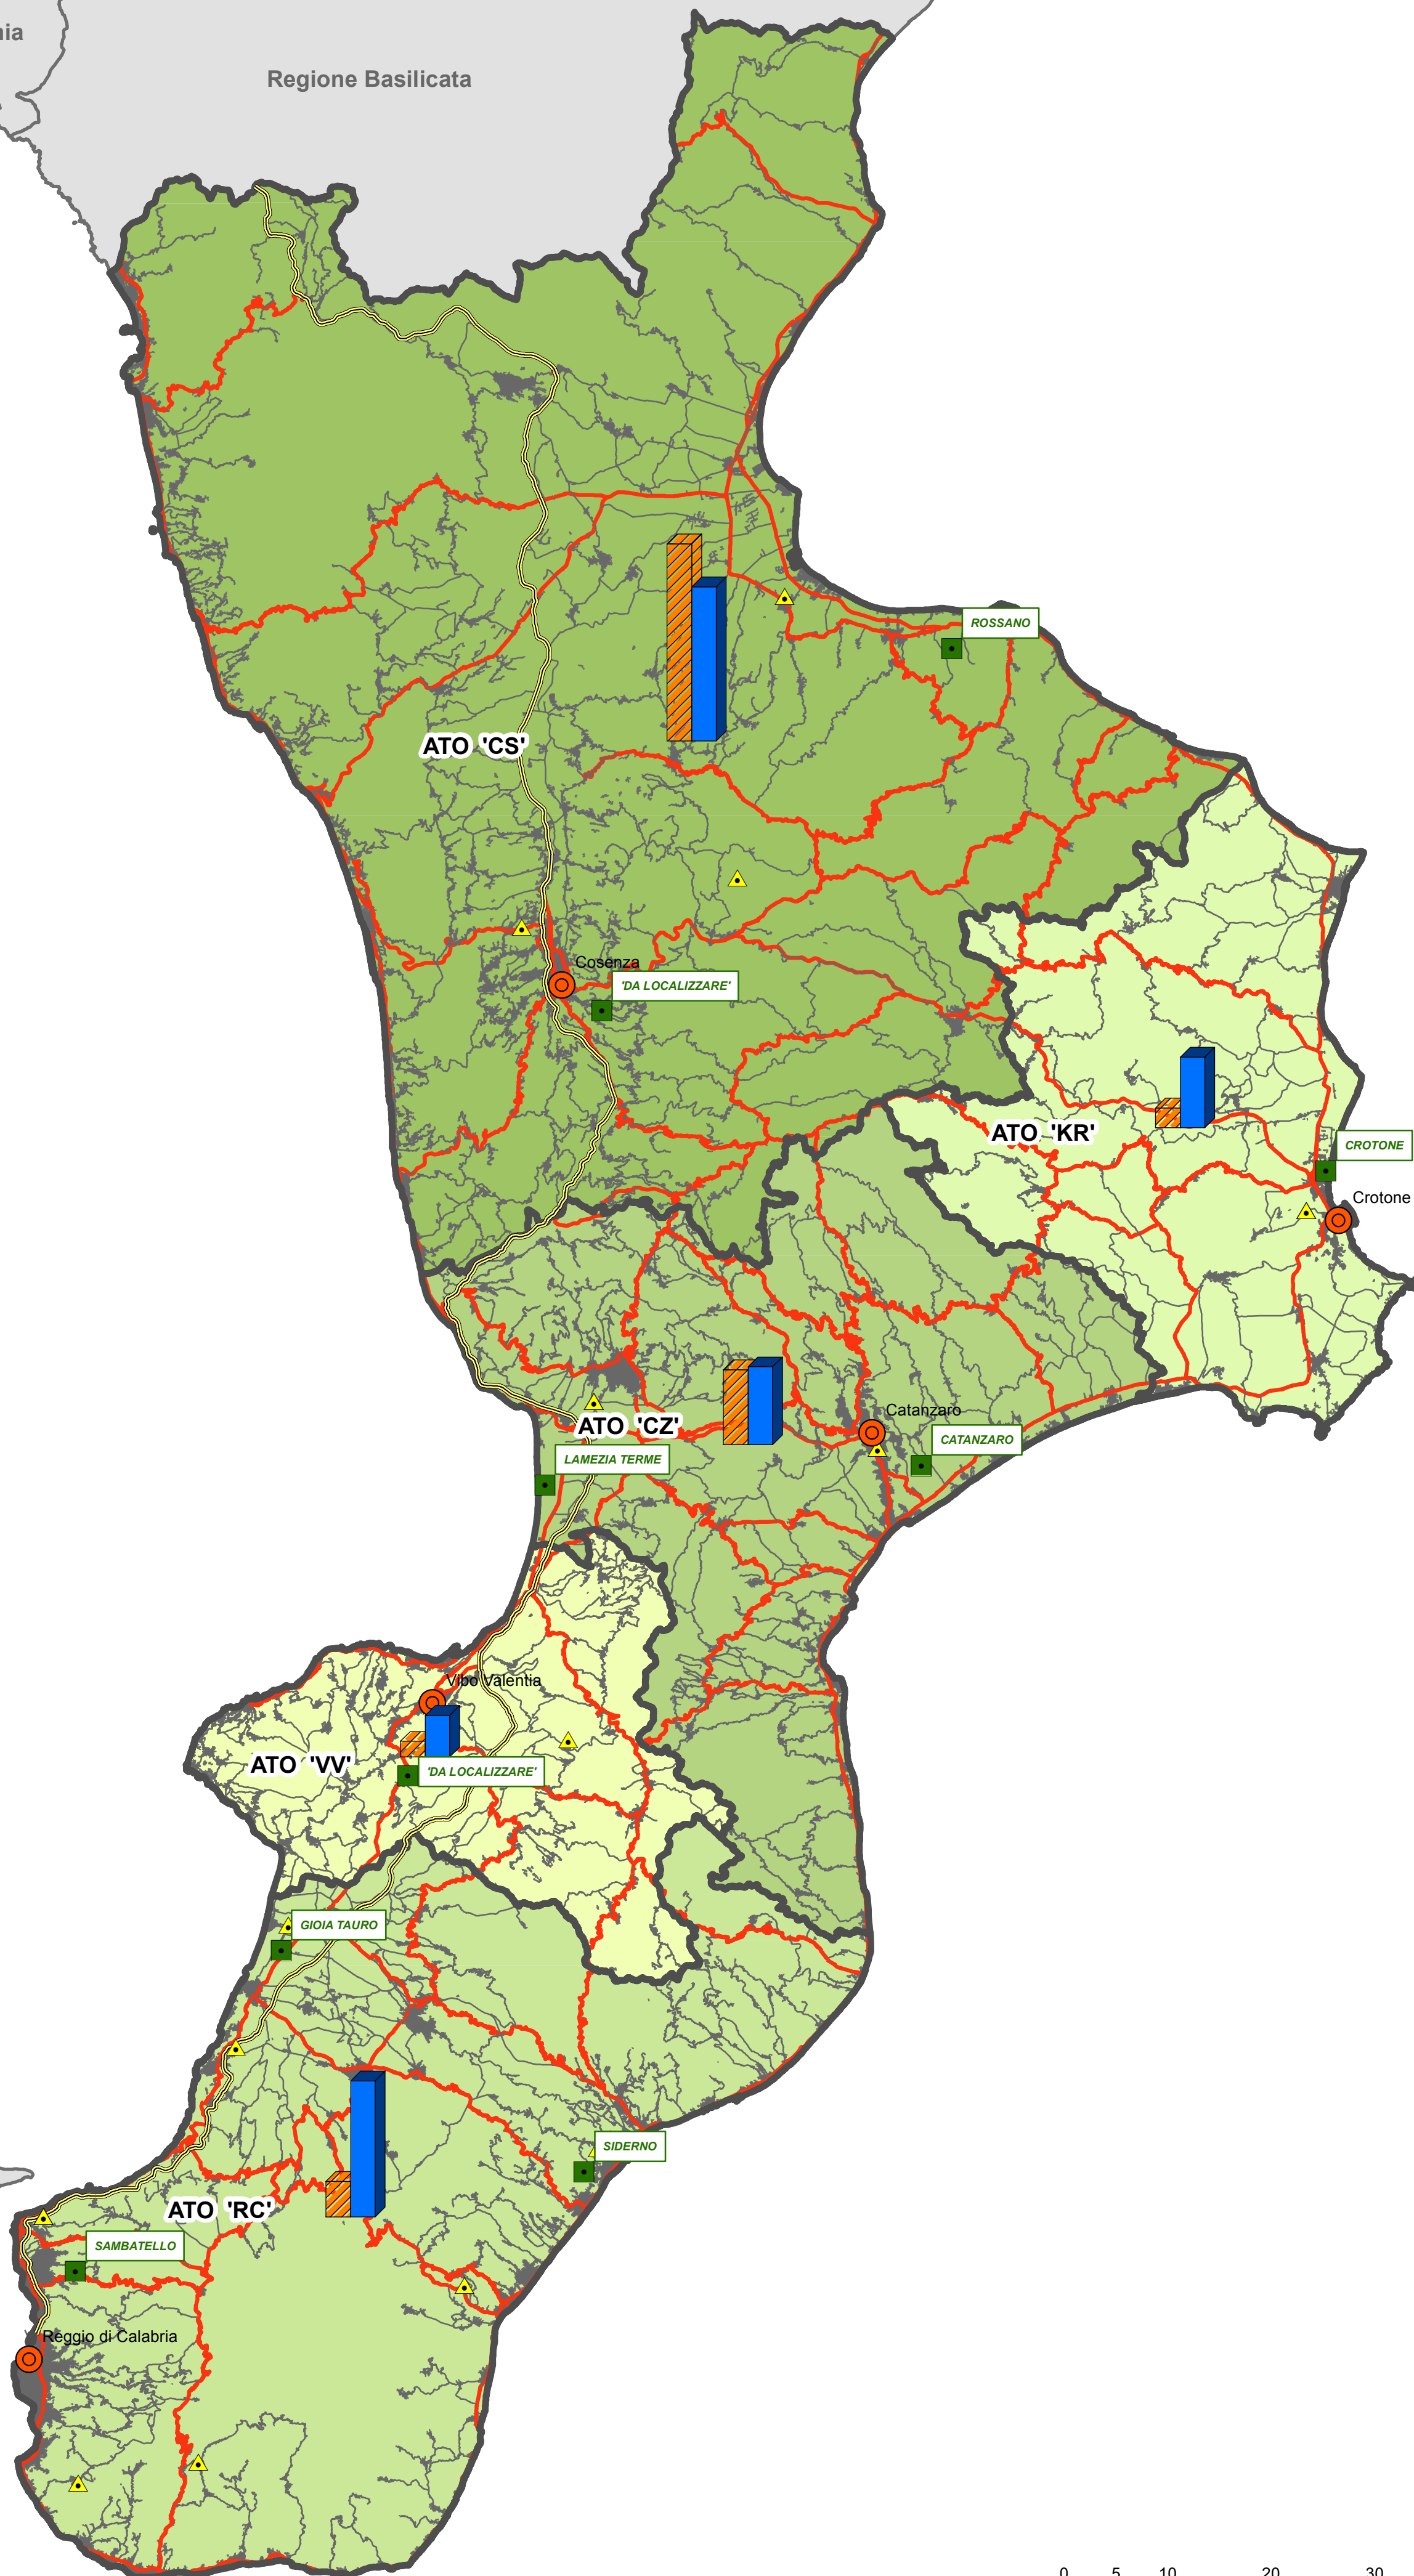 Regione Basilicata
ROSSANO
ATO 'CS'
Cosenza
'DA LOCALIZZARE'
ATO 'KR'
CROTONE
Crotone
Catanzaro
ATO 'CZ'
CATANZARO
LAMEZIA TERME
Vibo Valentia
ATO 'VV'
'DA LOCALIZZARE'
GIOIA TAURO
SIDERNO
ATO 'RC'
SAMBATELLO
Reggio di Calabria
0 5 10 20 30